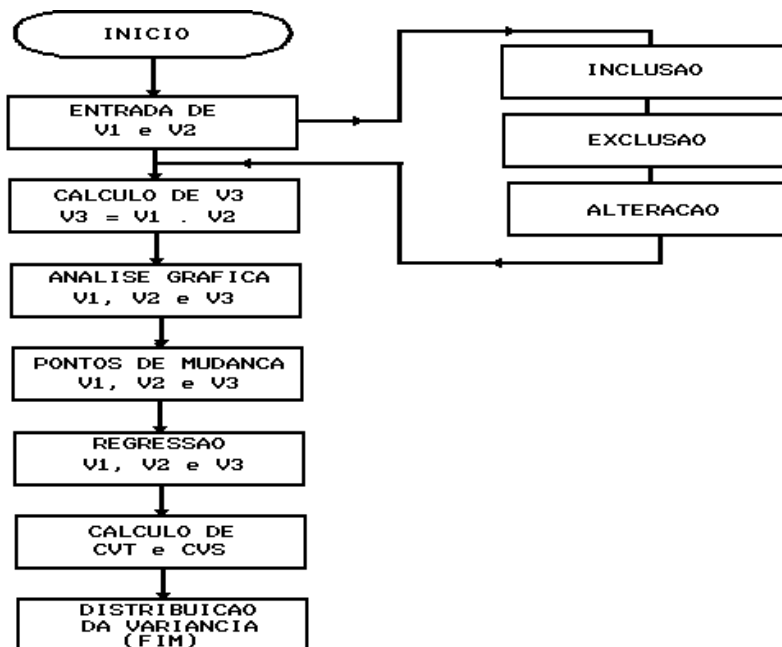 INICIO
ENTRADA DE
V1 e V2
CALCULO DE V3
V3 = V1 . V2
ANALISE GRAFICA
V1, V2 e V3
PONTOS DE MUDANCA
V1, V2 e V3
REGRESSAO
V1, V2 e V3
CALCULO DE
CVT e CVS
DISTRIBUICAO
DA VARIANCIA
(FIM)
INCLUSAO
EXCLUSAO
ALTERACAO